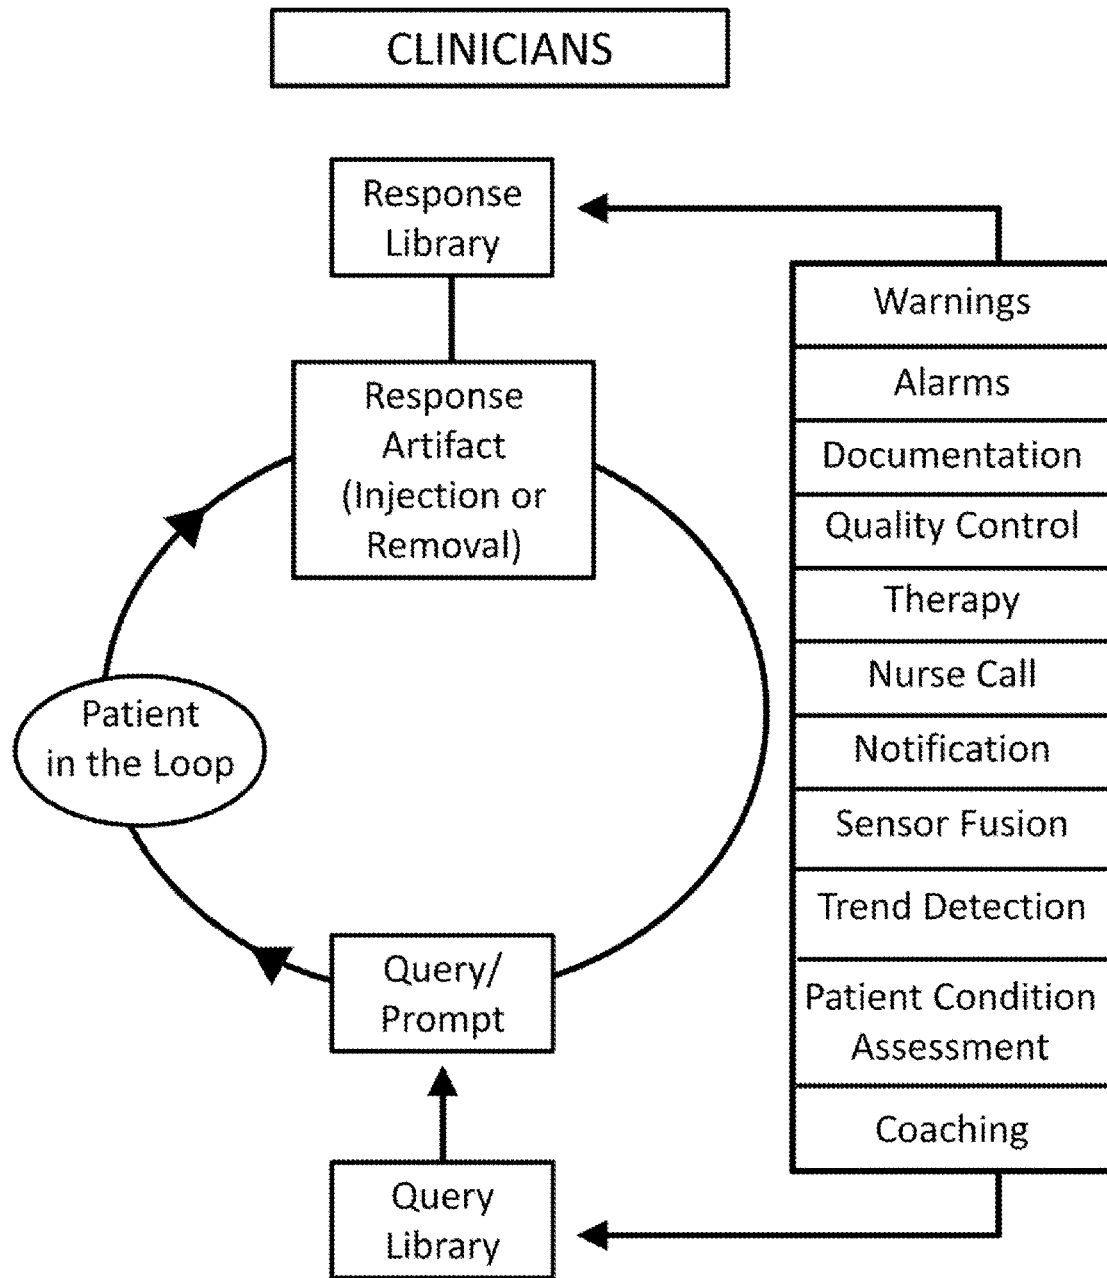 CLINICIANS
Response
Library
Response
Artifact
(Injection or
Removal)
Patient
in the Loop
Query/
Prompt
Query
Library
Warnings
Alarms
Documentation
Quality Control
Therapy
Nurse Call
Notification
Sensor Fusion
Trend Detection
Patient Condition
Assessment
Coaching